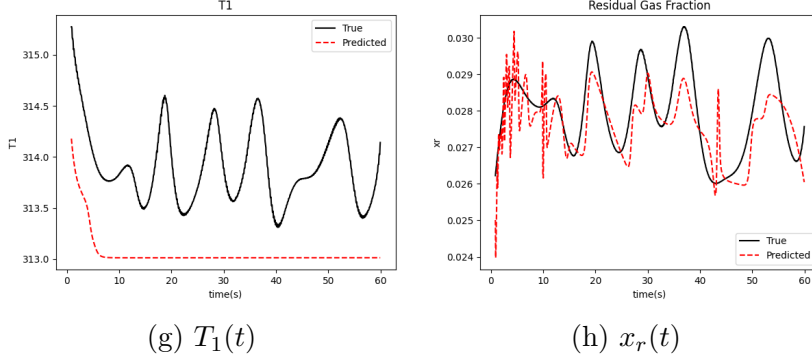 T1
True
Predicted
T1
315.0
314.5
314.0
313.5
313.0
0
10
20
30
40
50
60
time(s)
(g) T₁(t)
Residual Gas Fraction
xr
0.030
0.029
0.028
0.027
0.026
0.025
0.024
True
Predicted
0
10
20
30
40
50
60
time(s)
(h) xᵣ(t)